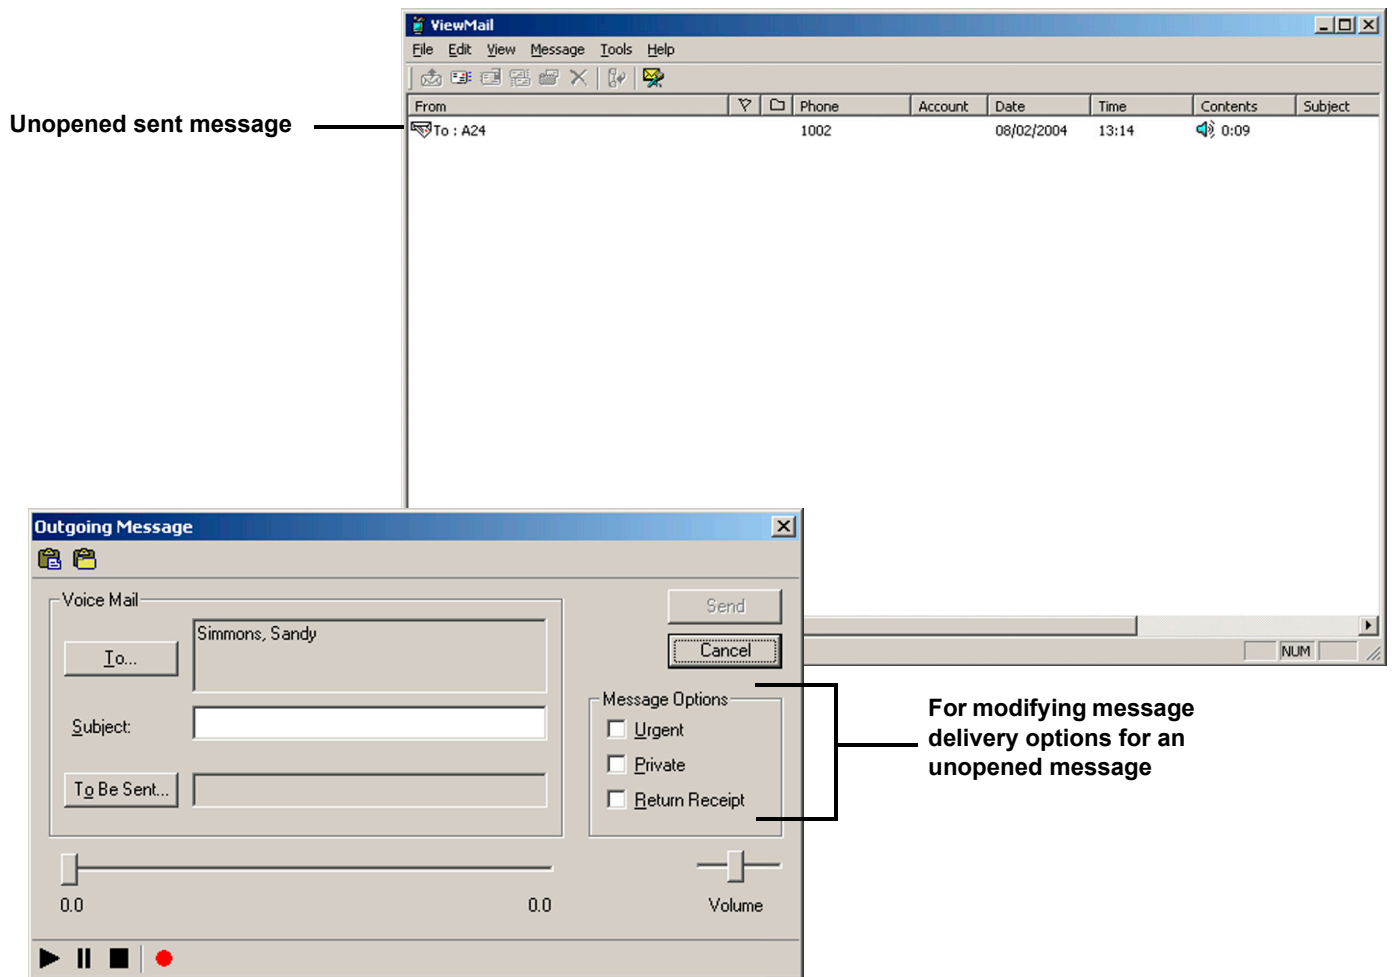 ViewMail
File Edit View Message Tools Help
From Phone Account Date Time Contents Subject
Unopened sent message
To : A24 1002 08/02/2004 13:14 0:09
Outgoing Message
Voice Mail
Send
Simmons, Sandy
To...
Cancel
NUM
Message Options
Subject:
Urgent
For modifying message
delivery options for an
unopened message
Private
To Be Sent...
Return Receipt
0.0 0.0 Volume